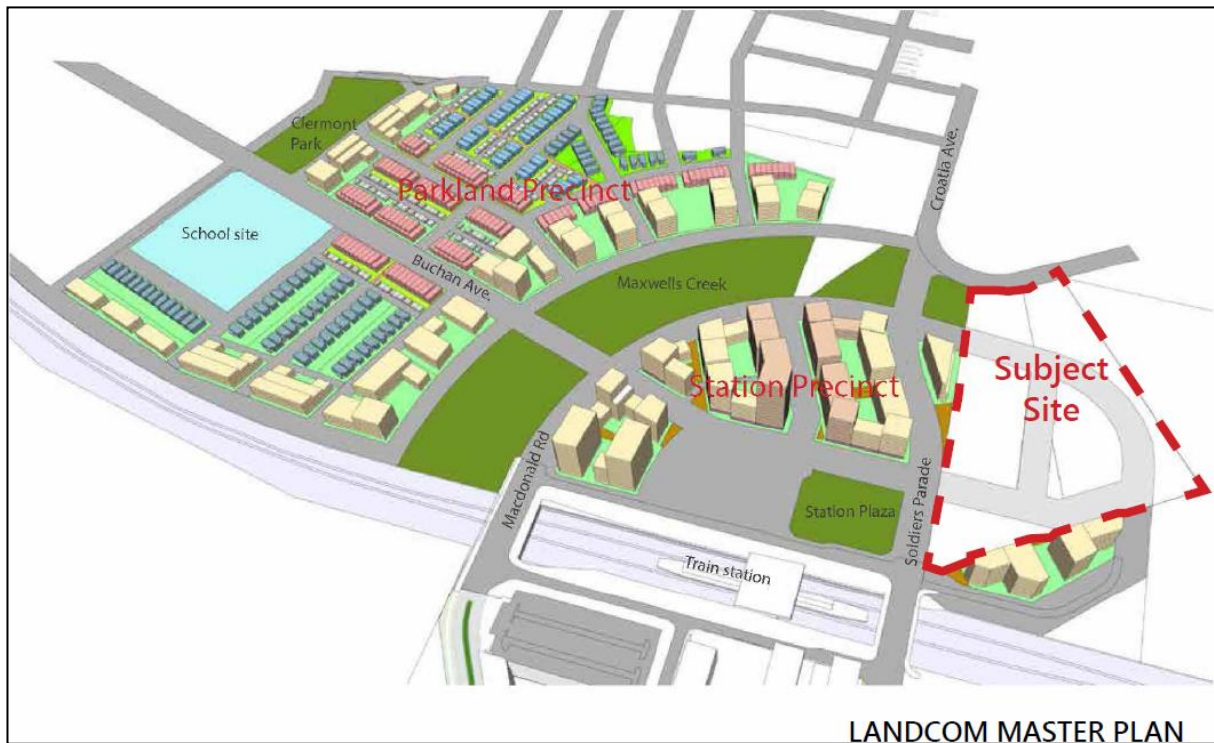 Clermont
Park
Croatia Ave.
Parkland Precinct
School site
Buchan Ave.
Maxwells Creek
Subject
Site
Station Precinct
Macdonald Rd
Station Plaza
Soldiers Parade
Train station
LANDCOM MASTER PLAN